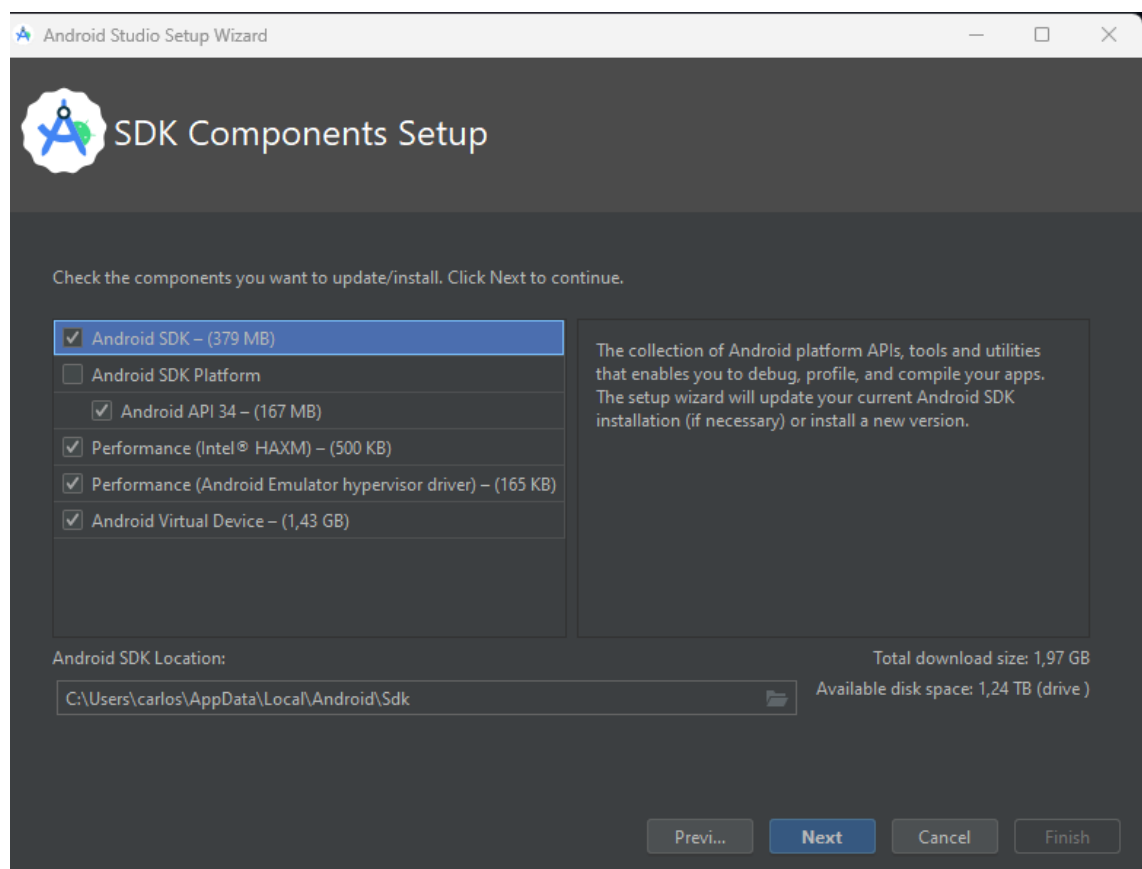 Android Studio Setup Wizard
SDK Components Setup
Check the components you want to update/install. Click Next to continue.
Android SDK – (379 MB)
Android SDK Platform
Android API 34 – (167 MB)
Performance (Intel® HAXM) – (500 KB)
Performance (Android Emulator hypervisor driver) – (165 KB)
Android Virtual Device – (1,43 GB)
The collection of Android platform APIs, tools and utilities
that enables you to debug, profile, and compile your apps.
The setup wizard will update your current Android SDK
installation (if necessary) or install a new version.
Android SDK Location:
Total download size: 1,97 GB
C:\Users\carlos\AppData\Local\Android\Sdk
Available disk space: 1,24 TB (drive )
Previ...
Next
Cancel
Finish